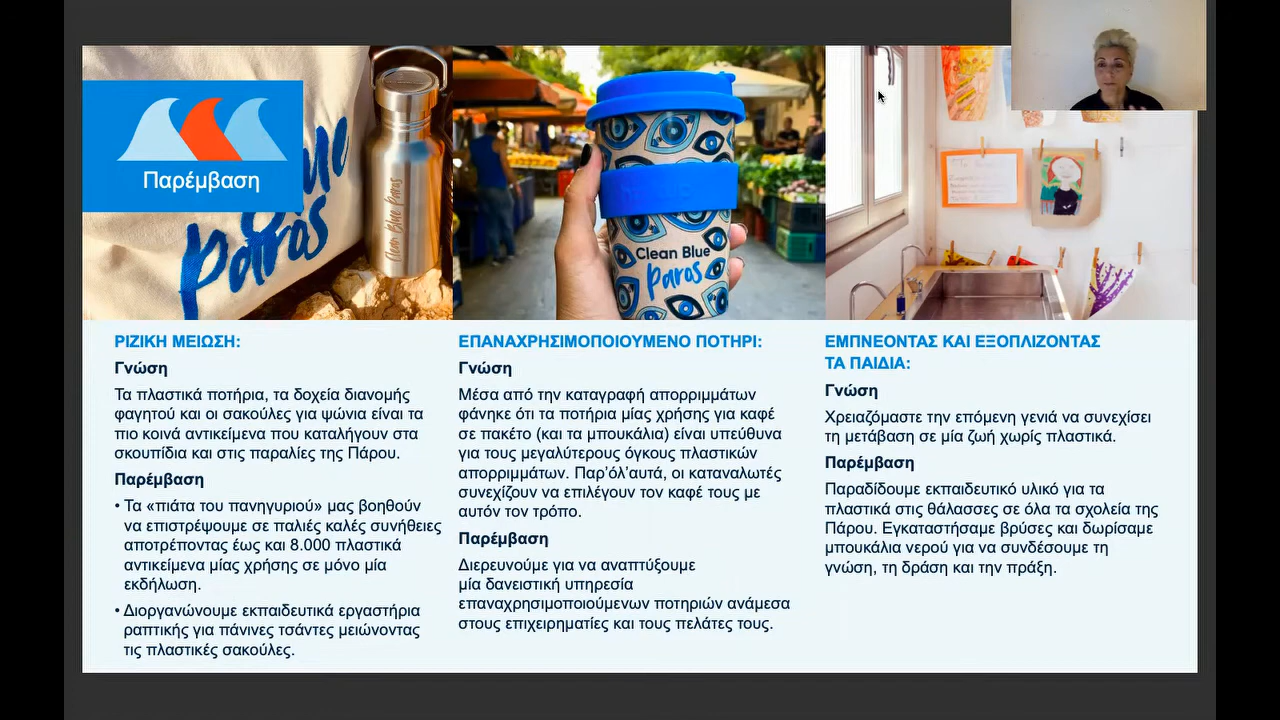 Παρέμβαση
Paros
Clean Blue Paros
Clean Blue
Paros
ΡΙΖΙΚΗ ΜΕΙΩΣΗ:
Γνώση
Τα πλαστικά ποτήρια, τα δοχεία διανομής
φαγητού και οι σακούλες για ψώνια είναι τα
πιο κοινά αντικείμενα που καταλήγουν στα
σκουπίδια και στις παραλίες της Πάρου.
Παρέμβαση
• Τα «πιάτα του πανηγυριού» μας βοηθούν
να επιστρέψουμε σε παλιές καλές συνήθειες
αποτρέποντας έως και 8.000 πλαστικά
αντικείμενα μίας χρήσης σε μόνο μία
εκδήλωση.
• Διοργανώνουμε εκπαιδευτικά εργαστήρια
ραπτικής για πάνινες τσάντες μειώνοντας
τις πλαστικές σακούλες.
ΕΠΑΝΑΧΡΗΣΙΜΟΠΟΙΟΥΜΕΝΟ ΠΟΤΗΡΙ:
Γνώση
Μέσα από την καταγραφή απορριμμάτων
φάνηκε ότι τα ποτήρια μίας χρήσης για καφέ
σε πακέτο (και τα μπουκάλια) είναι υπεύθυνα
για τους μεγαλύτερους όγκους πλαστικών
απορριμμάτων. Παρ'όλ'αυτά, οι καταναλωτές
συνεχίζουν να επιλέγουν τον καφέ τους με
αυτόν τον τρόπο.
Παρέμβαση
Διερευνούμε για να αναπτύξουμε
μία δανειστική υπηρεσία
επαναχρησιμοποιούμενων ποτηριών ανάμεσα
στους επιχειρηματίες και τους πελάτες τους.
ΕΜΠΝΕΟΝΤΑΣ ΚΑΙ ΕΞΟΠΛΙΖΟΝΤΑΣ
ΤΑ ΠΑΙΔΙΑ:
Γνώση
Χρειαζόμαστε την επόμενη γενιά να συνεχίσει
τη μετάβαση σε μία ζωή χωρίς πλαστικά.
Παρέμβαση
Παραδίδουμε εκπαιδευτικό υλικό για τα
πλαστικά στις θάλασσες σε όλα τα σχολεία της
Πάρου. Εγκαταστήσαμε βρύσες και δωρίσαμε
μπουκάλια νερού για να συνδέσουμε τη
γνώση, τη δράση και την πράξη.